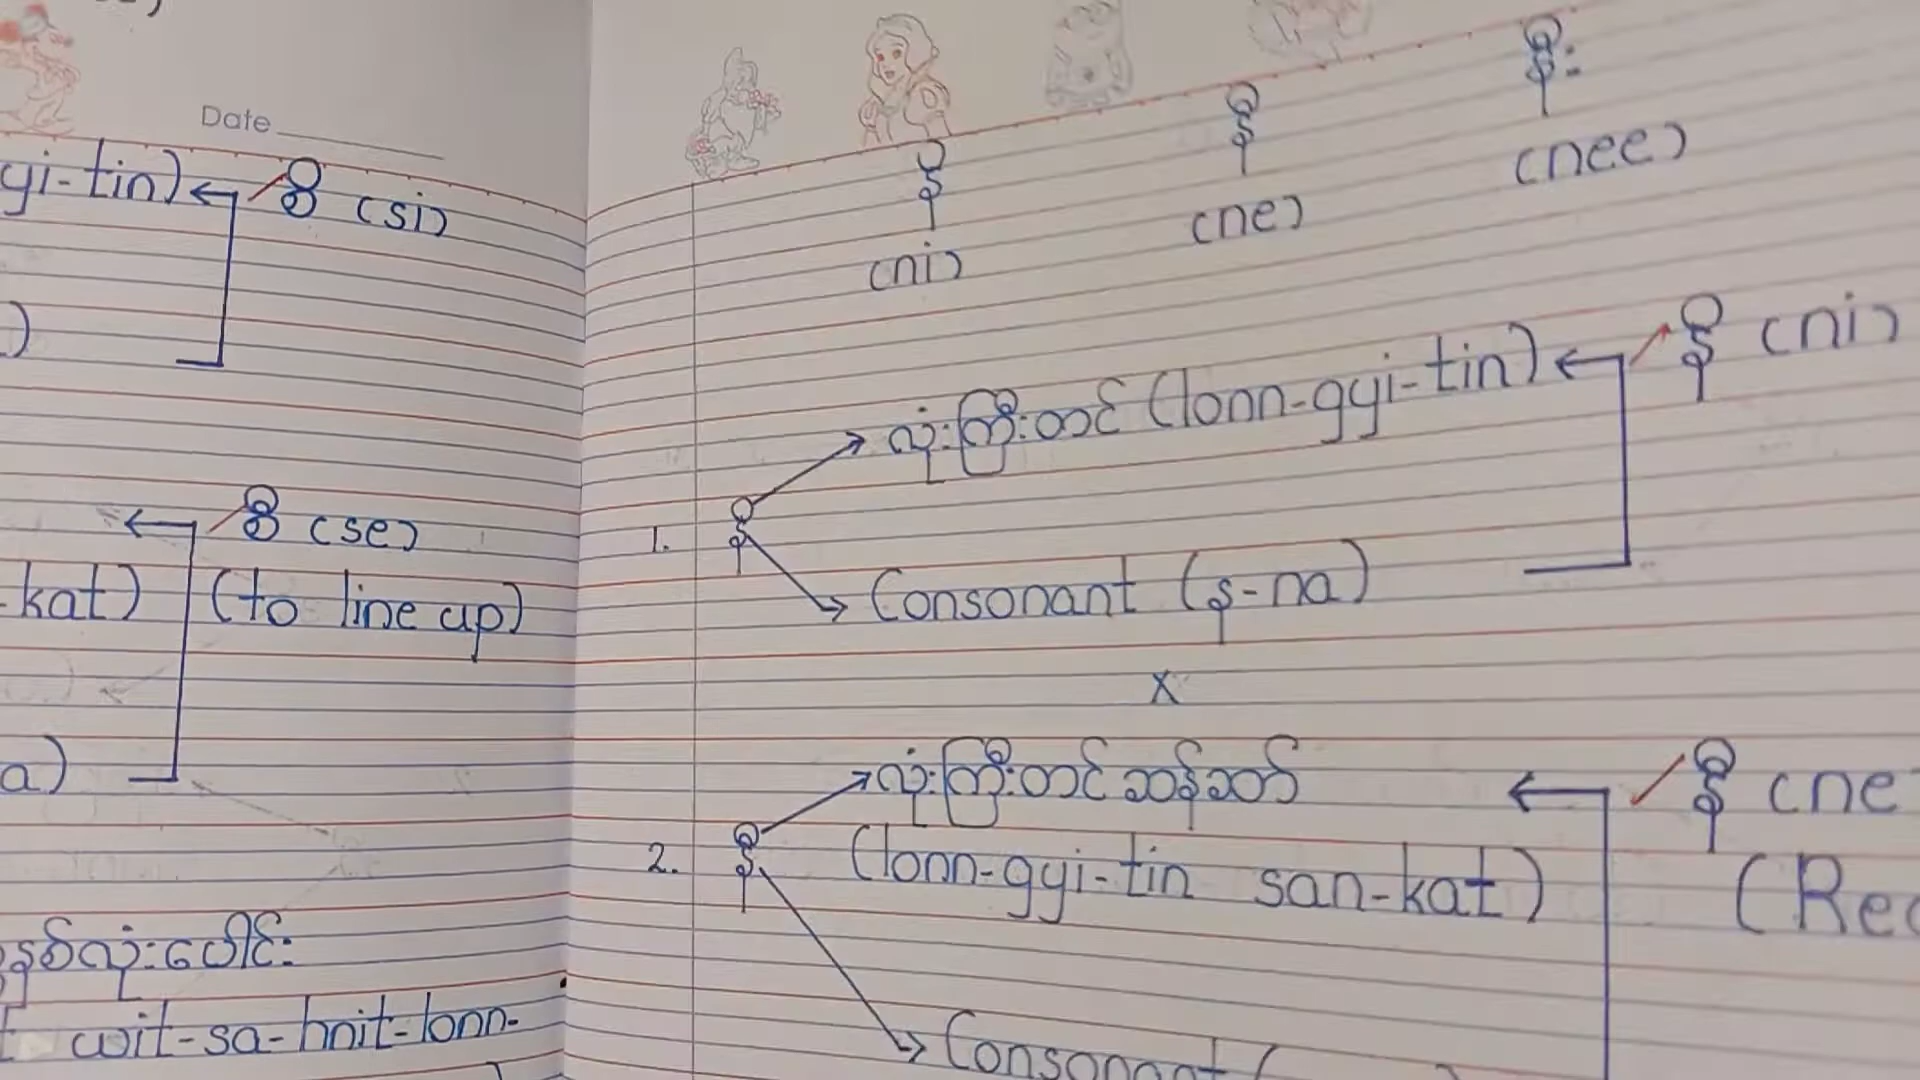 Date
yi-tin) စိ (si)
စီ (se)
kat) (to line up)
a)
နှစ်လုံးပေါင်း
wit-sa-hnit-lonn-
နိ နီ နီး
(ni) (ne) (nee)
လုံးကြီးတင် (lonn-gyi-tin) နိ (ni)
1. နိ
Consonant (န-na)
x
လုံးကြီးတင်ဆန်ခတ် နီ (ne
2. နီ (lonn-gyi-tin san-kat)
Consonant (